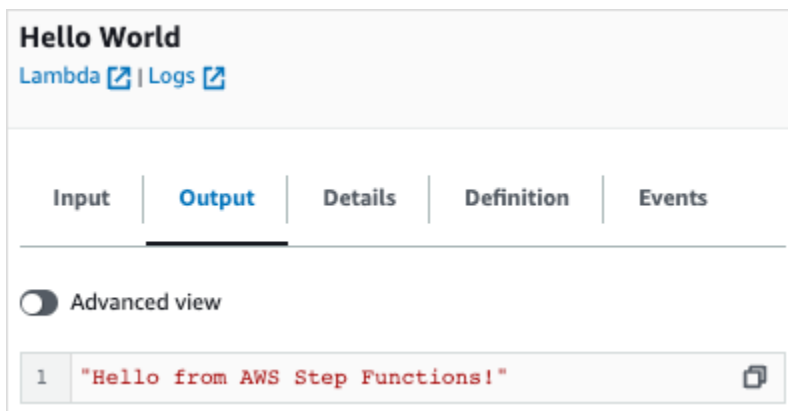 Hello World
Lambda | Logs
Input Output Details Definition Events
Advanced view
1 "Hello from AWS Step Functions!"